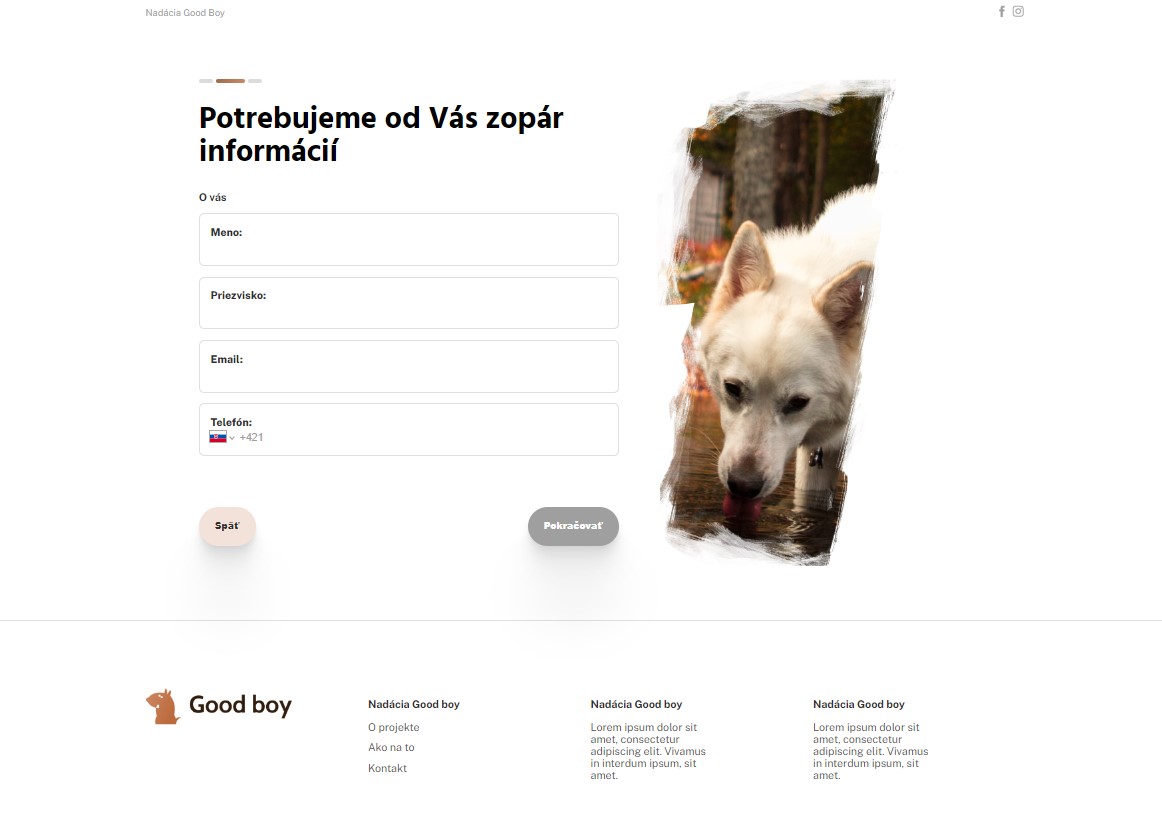 Nadácia Good Boy
Potrebujeme od Vás zopár
informácií
O vás
Meno:
Priezvisko:
Email:
Telefón:
+421
Späť
Pokračovať
Good boy
Nadácia Good boy
O projekte
Ako na to
Kontakt
Nadácia Good boy
Lorem ipsum dolor sit
amet, consectetur
adipiscing elit. Vivamus
in interdum ipsum, sit
amet.
Nadácia Good boy
Lorem ipsum dolor sit
amet, consectetur
adipiscing elit. Vivamus
in interdum ipsum, sit
amet.